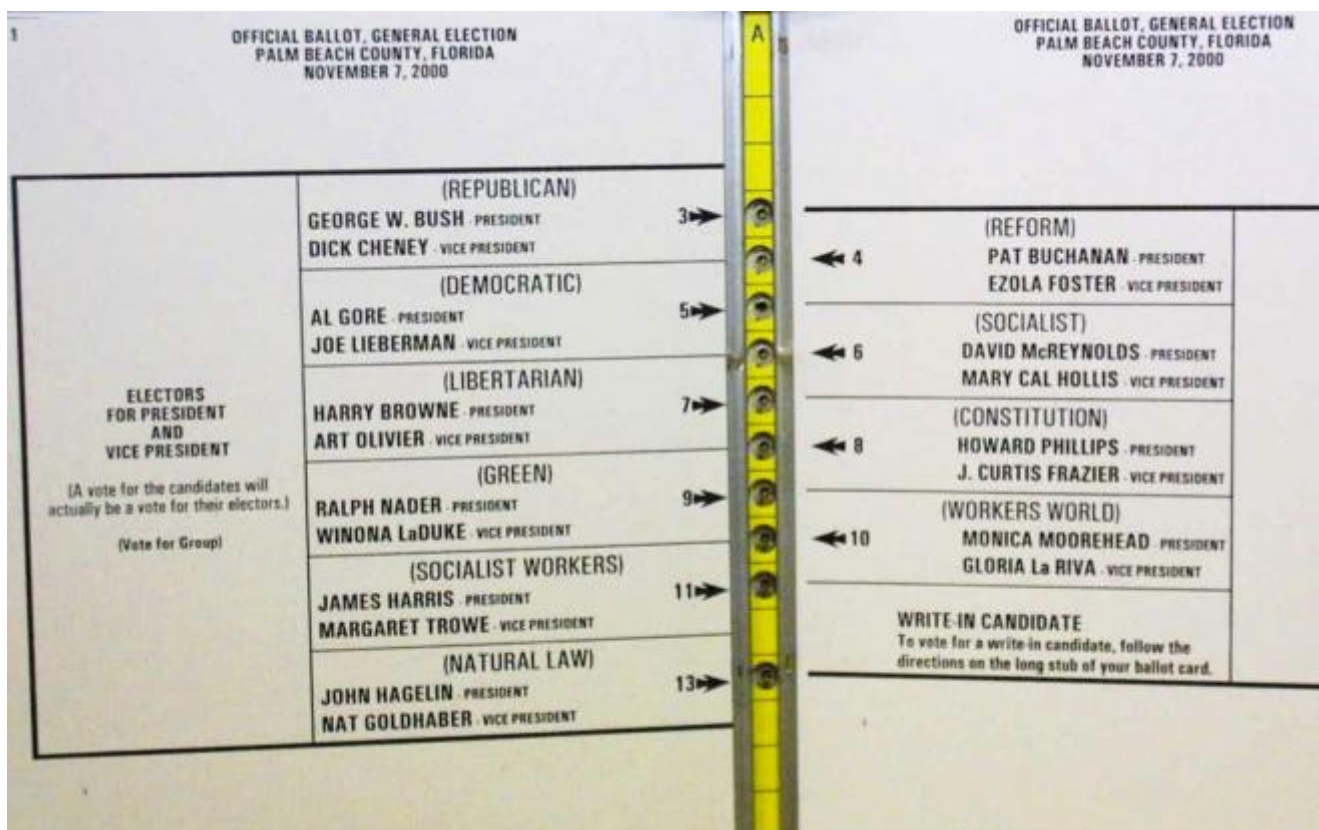 1
OFFICIAL BALLOT, GENERAL ELECTION
PALM BEACH COUNTY, FLORIDA
NOVEMBER 7, 2000
ELECTORS
FOR PRESIDENT
AND
VICE PRESIDENT
(A vote for the candidates will
actually be a vote for their electors.)
(Vote for Group)
(REPUBLICAN)
GEORGE W. BUSH - PRESIDENT
DICK CHENEY - VICE PRESIDENT
3
(DEMOCRATIC)
AL GORE - PRESIDENT
JOE LIEBERMAN - VICE PRESIDENT
5
(LIBERTARIAN)
HARRY BROWNE - PRESIDENT
ART OLIVIER - VICE PRESIDENT
7
(GREEN)
RALPH NADER - PRESIDENT
WINONA LaDUKE - VICE PRESIDENT
9
(SOCIALIST WORKERS)
JAMES HARRIS - PRESIDENT
MARGARET TROWE - VICE PRESIDENT
11
(NATURAL LAW)
JOHN HAGELIN - PRESIDENT
NAT GOLDHABER - VICE PRESIDENT
13
A
OFFICIAL BALLOT, GENERAL ELECTION
PALM BEACH COUNTY, FLORIDA
NOVEMBER 7, 2000
(REFORM)
4 PAT BUCHANAN - PRESIDENT
EZOLA FOSTER - VICE PRESIDENT
(SOCIALIST)
6 DAVID McREYNOLDS - PRESIDENT
MARY CAL HOLLIS - VICE PRESIDENT
(CONSTITUTION)
8 HOWARD PHILLIPS - PRESIDENT
J. CURTIS FRAZIER - VICE PRESIDENT
(WORKERS WORLD)
10 MONICA MOOREHEAD - PRESIDENT
GLORIA La RIVA - VICE PRESIDENT
WRITE-IN CANDIDATE
To vote for a write-in candidate, follow the
directions on the long stub of your ballot card.